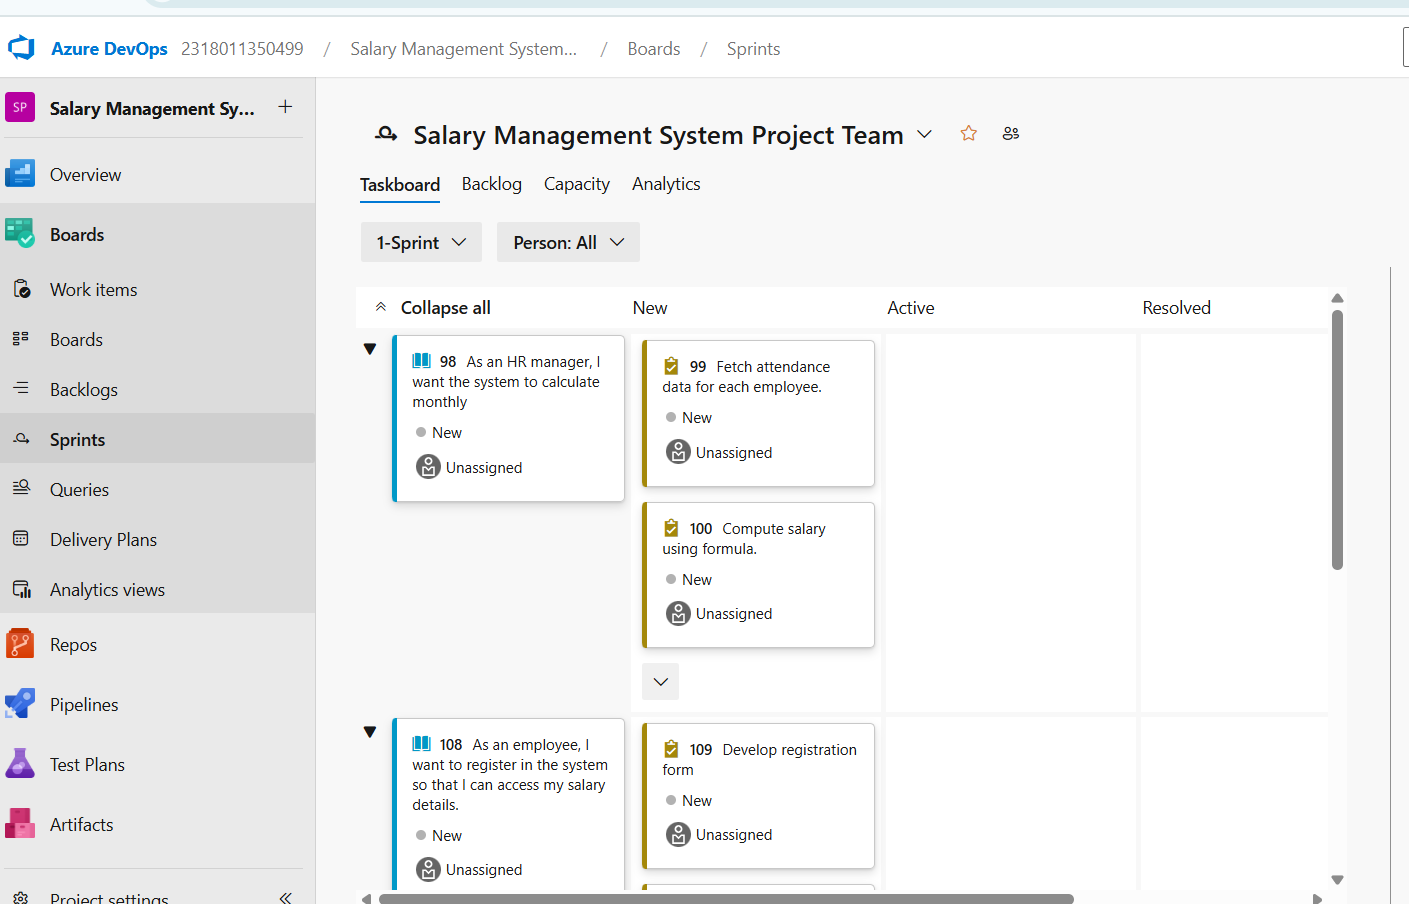 Azure DevOps 2318011350499 / Salary Management System... / Boards / Sprints
SP Salary Management Sy... +
Overview
Boards
Work items
Boards
Backlogs
Sprints
Queries
Delivery Plans
Analytics views
Repos
Pipelines
Test Plans
Artifacts
Project settings
Salary Management System Project Team
Taskboard Backlog Capacity Analytics
1-Sprint Person: All
Collapse all New Active Resolved
98 As an HR manager, I
want the system to calculate
monthly
New
Unassigned
99 Fetch attendance
data for each employee.
New
Unassigned
100 Compute salary
using formula.
New
Unassigned
108 As an employee, I
want to register in the system
so that I can access my salary
details.
New
Unassigned
109 Develop registration
form
New
Unassigned